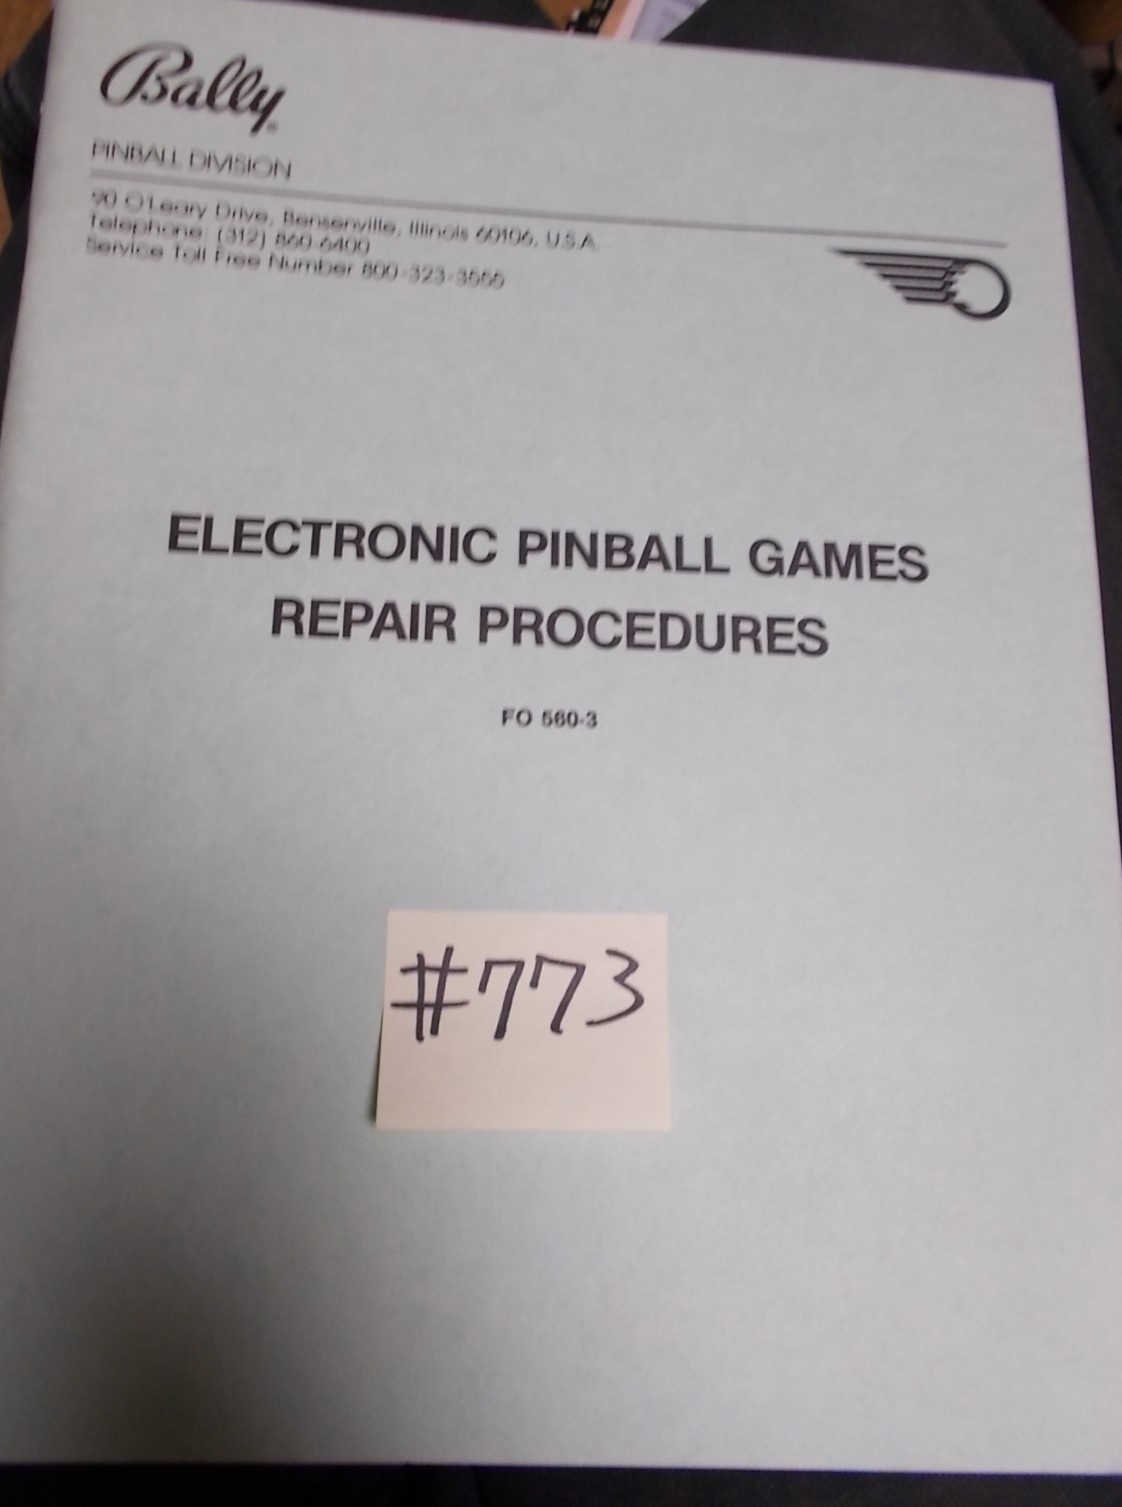 Bally
PINBALL DIVISION
90 O'Leary Drive, Bensenville, Illinois 60106, U.S.A.
Telephone: (312) 860-6400
Service Toll Free Number 800-323-3555
ELECTRONIC PINBALL GAMES
REPAIR PROCEDURES
FO 560-3
#773